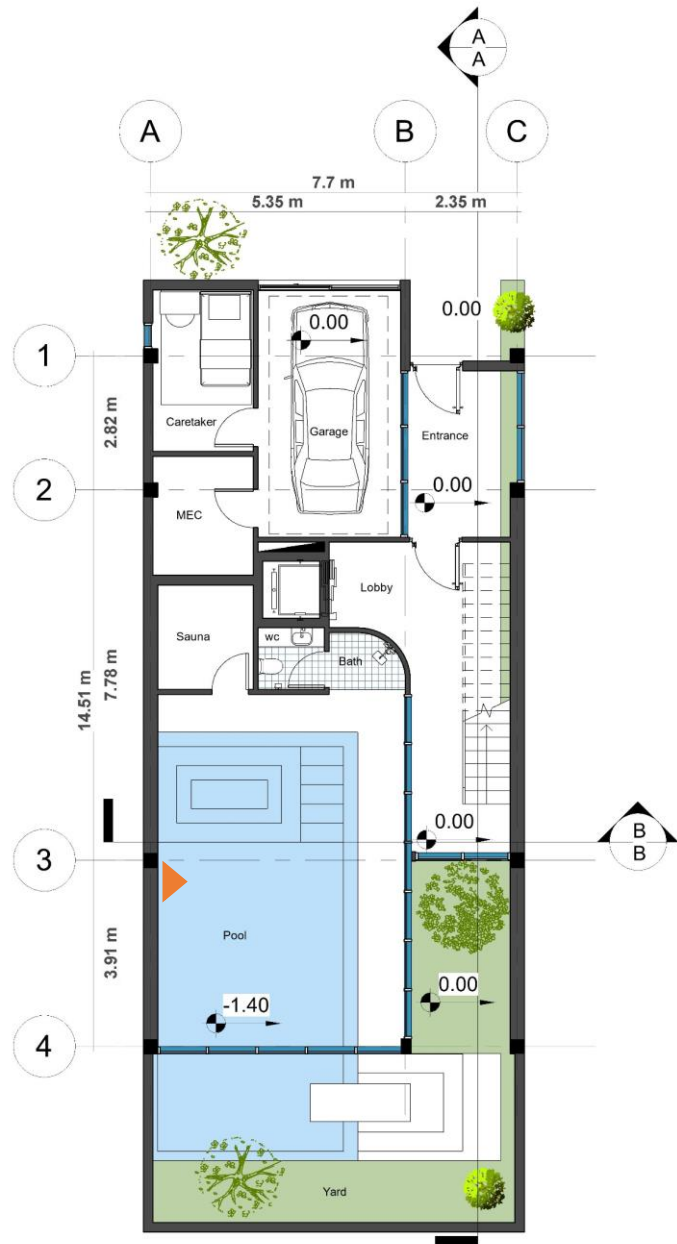 A
A
A
B
C
7.7 m
5.35 m
2.35 m
0.00
0.00
1
2.82 m
Caretaker
Garage
Entrance
2
0.00
MEC
Lobby
Sauna
WC
Bath
14.51 m
7.78 m
0.00
B
B
3
3.91 m
Pool
0.00
-1.40
4
Yard